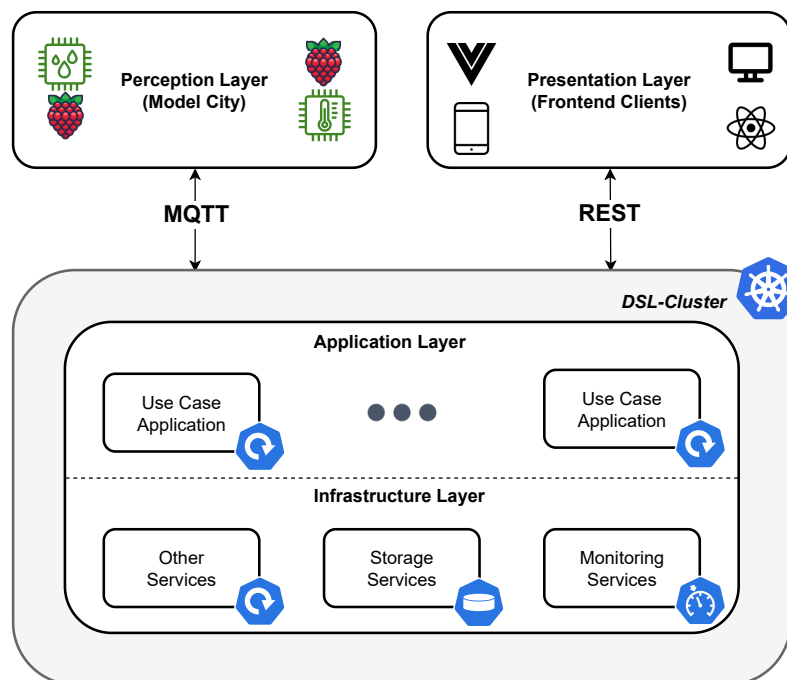 Perception Layer
(Model City)
Presentation Layer
(Frontend Clients)
MQTT
REST
DSL-Cluster
Application Layer
Use Case
Application
Use Case
Application
Infrastructure Layer
Other
Services
Storage
Services
Monitoring
Services